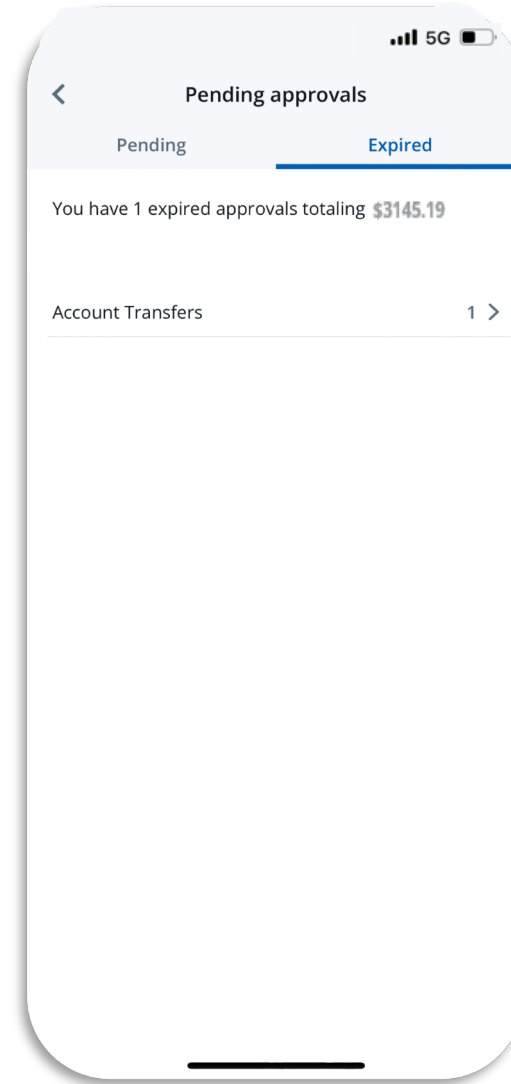 5G
Pending approvals
Pending Expired
You have 1 expired approvals totaling $3145.19
Account Transfers 1